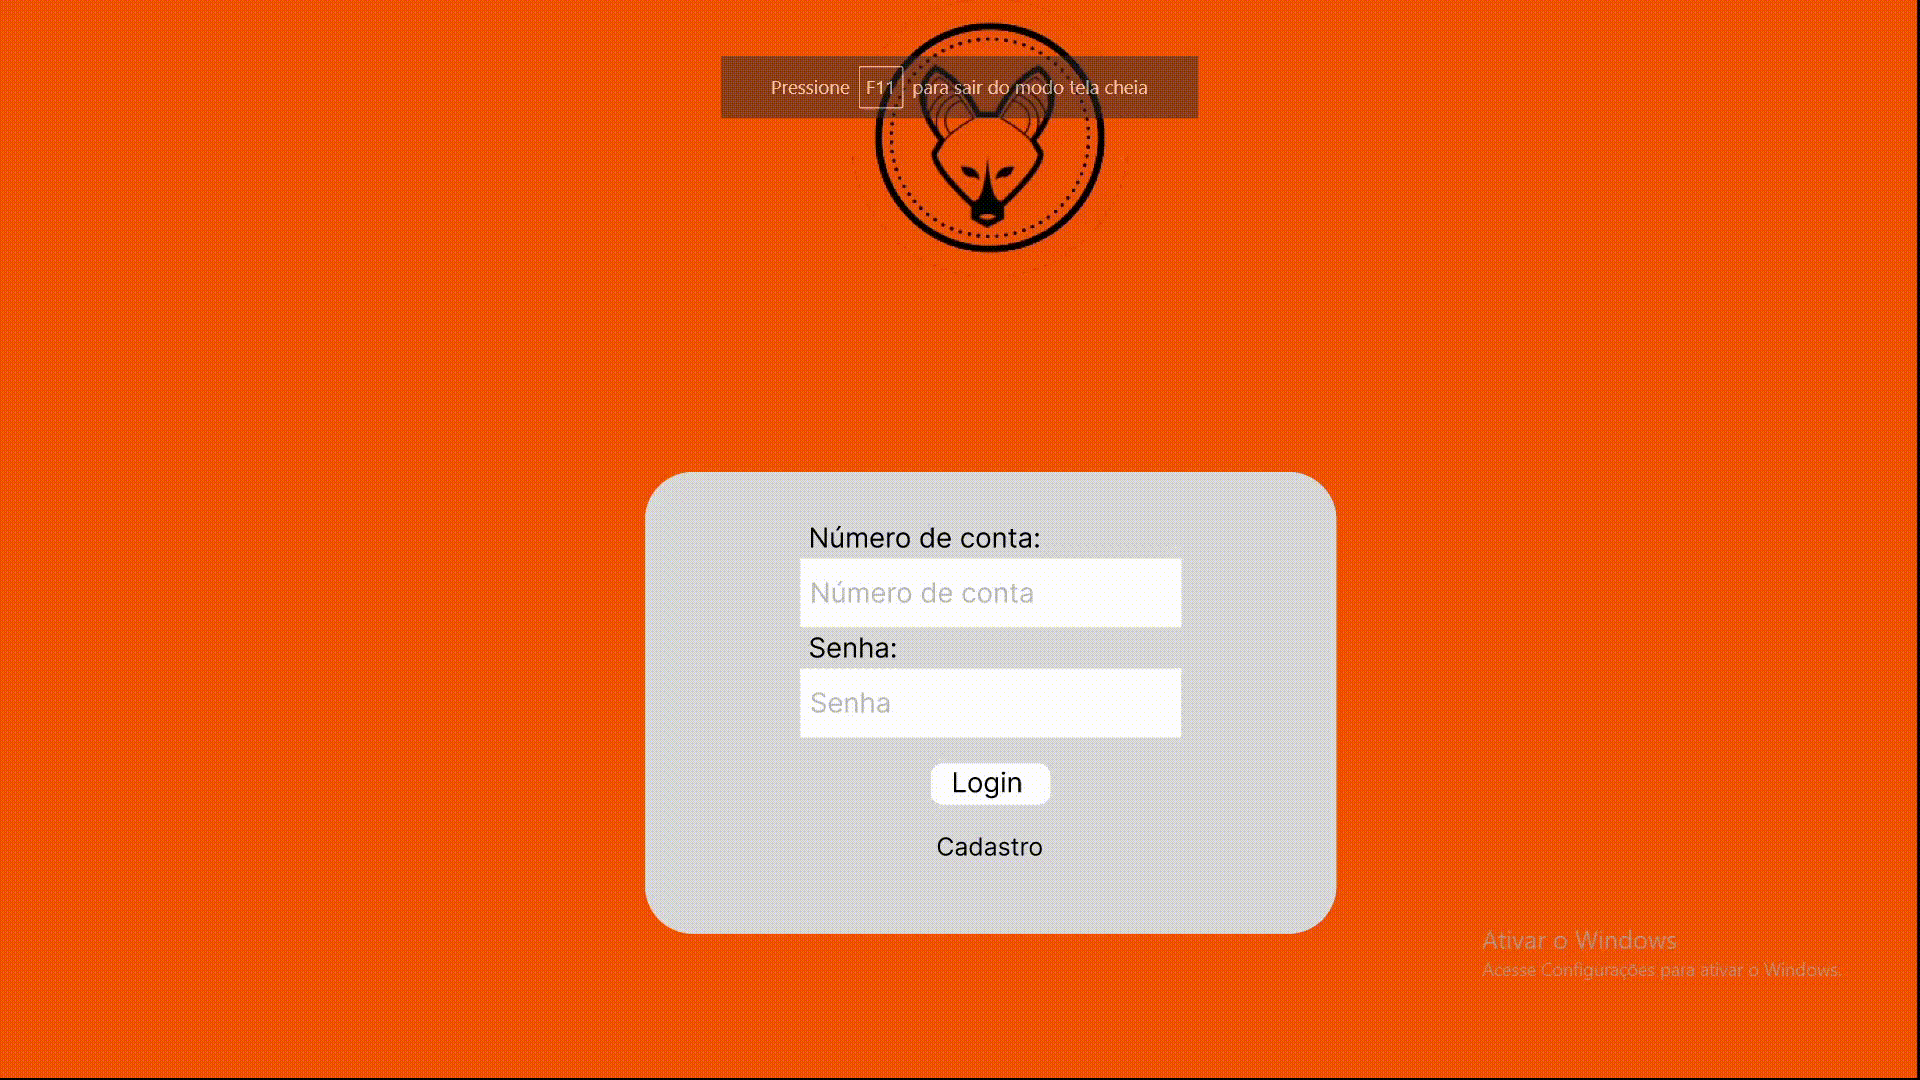 Pressione F11 para sair do modo tela cheia
Número de conta:
Número de conta
Senha:
Senha
Login
Cadastro
Ativar o Windows
Acesse Configurações para ativar o Windows.